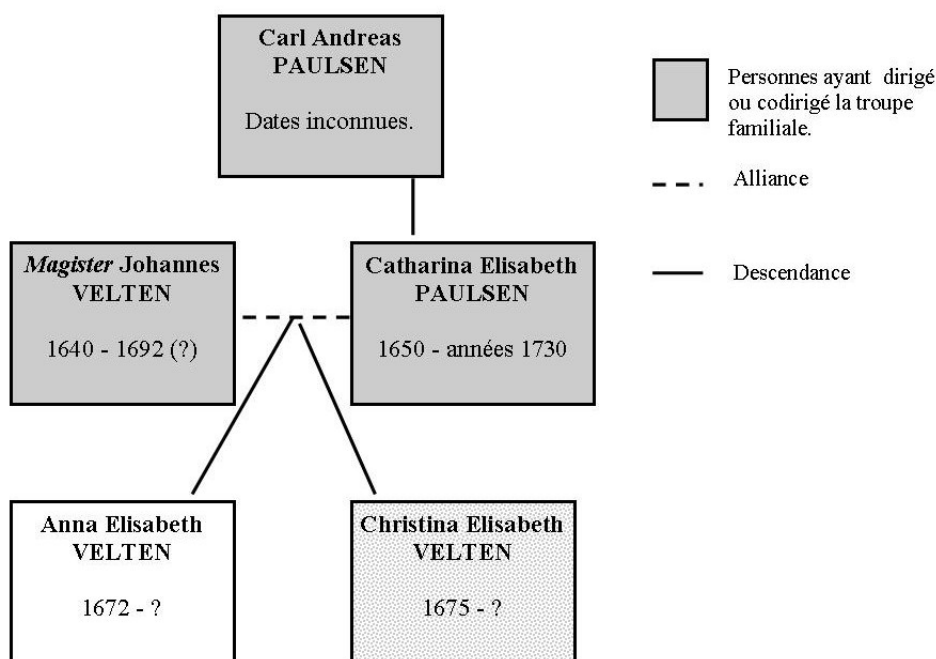 Carl Andreas
PAULSEN
Dates inconnues.
Personnes ayant dirigé
ou codirigé la troupe
familiale.
Alliance
Descendance
Magister Johannes
VELTEN
1640 - 1692 (?)
Catharina Elisabeth
PAULSEN
1650 - années 1730
Anna Elisabeth
VELTEN
1672 - ?
Christina Elisabeth
VELTEN
1675 - ?